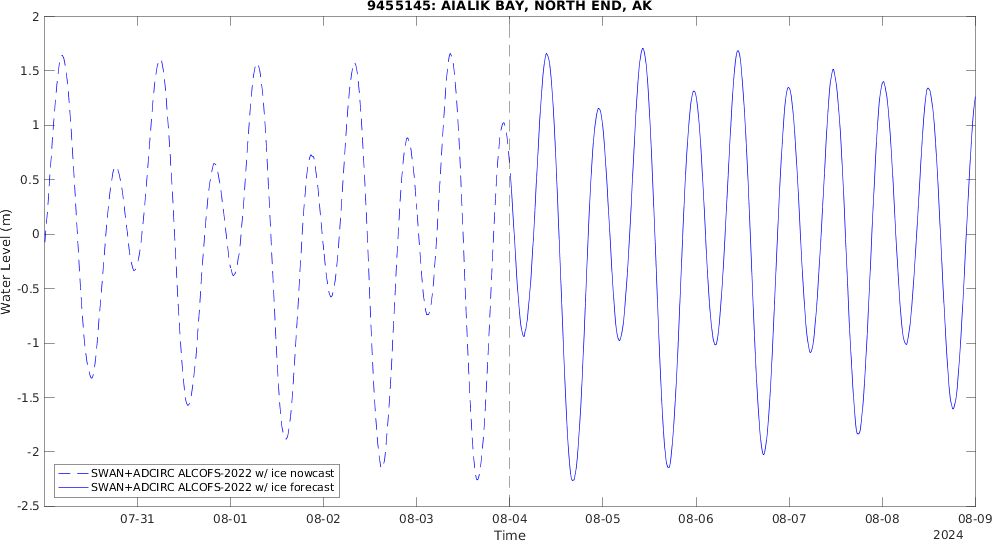 9455145: AIALIK BAY, NORTH END, AK
2
1.5
1
0.5
0
-0.5
-1
-1.5
-2
-2.5
Water Level (m)
SWAN+ADCIRC ALCOFS-2022 w/ ice nowcast
SWAN+ADCIRC ALCOFS-2022 w/ ice forecast
07-31 08-01 08-02 08-03 08-04 08-05 08-06 08-07 08-08 08-09
Time
2024